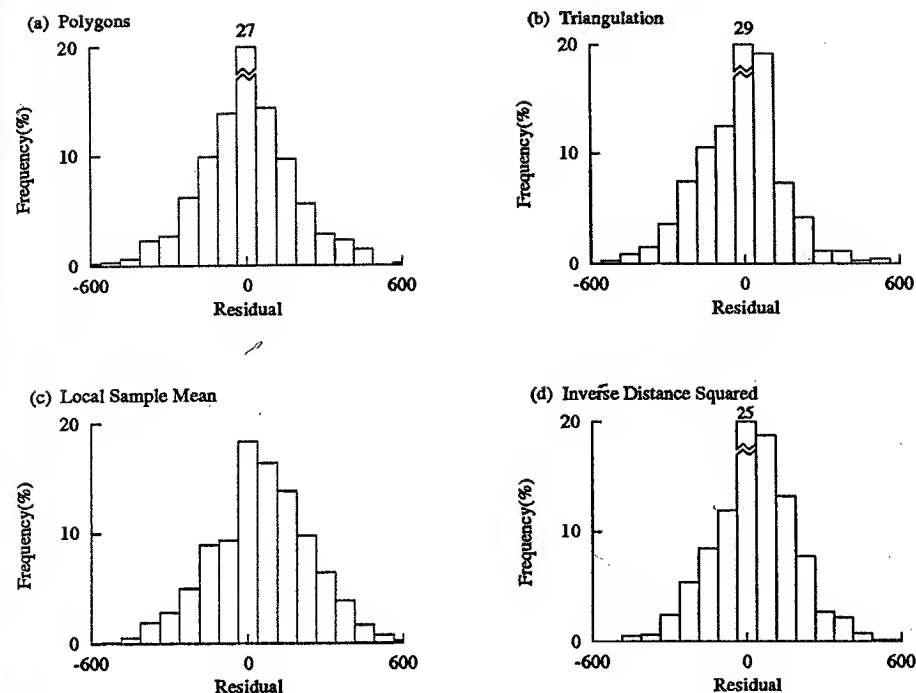 (a) Polygons
27
20
10
0
Frequency(%)
-600 0 600
Residual
(b) Triangulation
29
20
10
0
Frequency(%)
-600 0 600
Residual
(c) Local Sample Mean
20
10
0
Frequency(%)
-600 0 600
Residual
(d) Inverse Distance Squared
25
20
10
0
Frequency(%)
-600 0 600
Residual